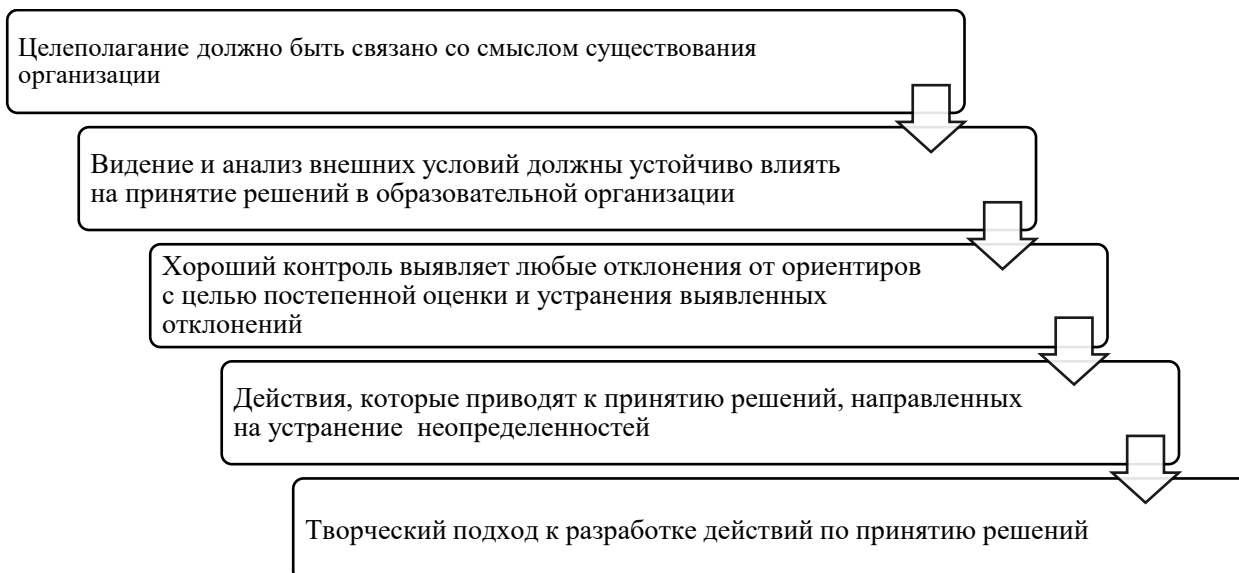 Целеполагание должно быть связано со смыслом существования
организации
Видение и анализ внешних условий должны устойчиво влиять
на принятие решений в образовательной организации
Хороший контроль выявляет любые отклонения от ориентиров
с целью постепенной оценки и устранения выявленных
отклонений
Действия, которые приводят к принятию решений, направленных
на устранение  неопределенностей
Творческий подход к разработке действий по принятию решений